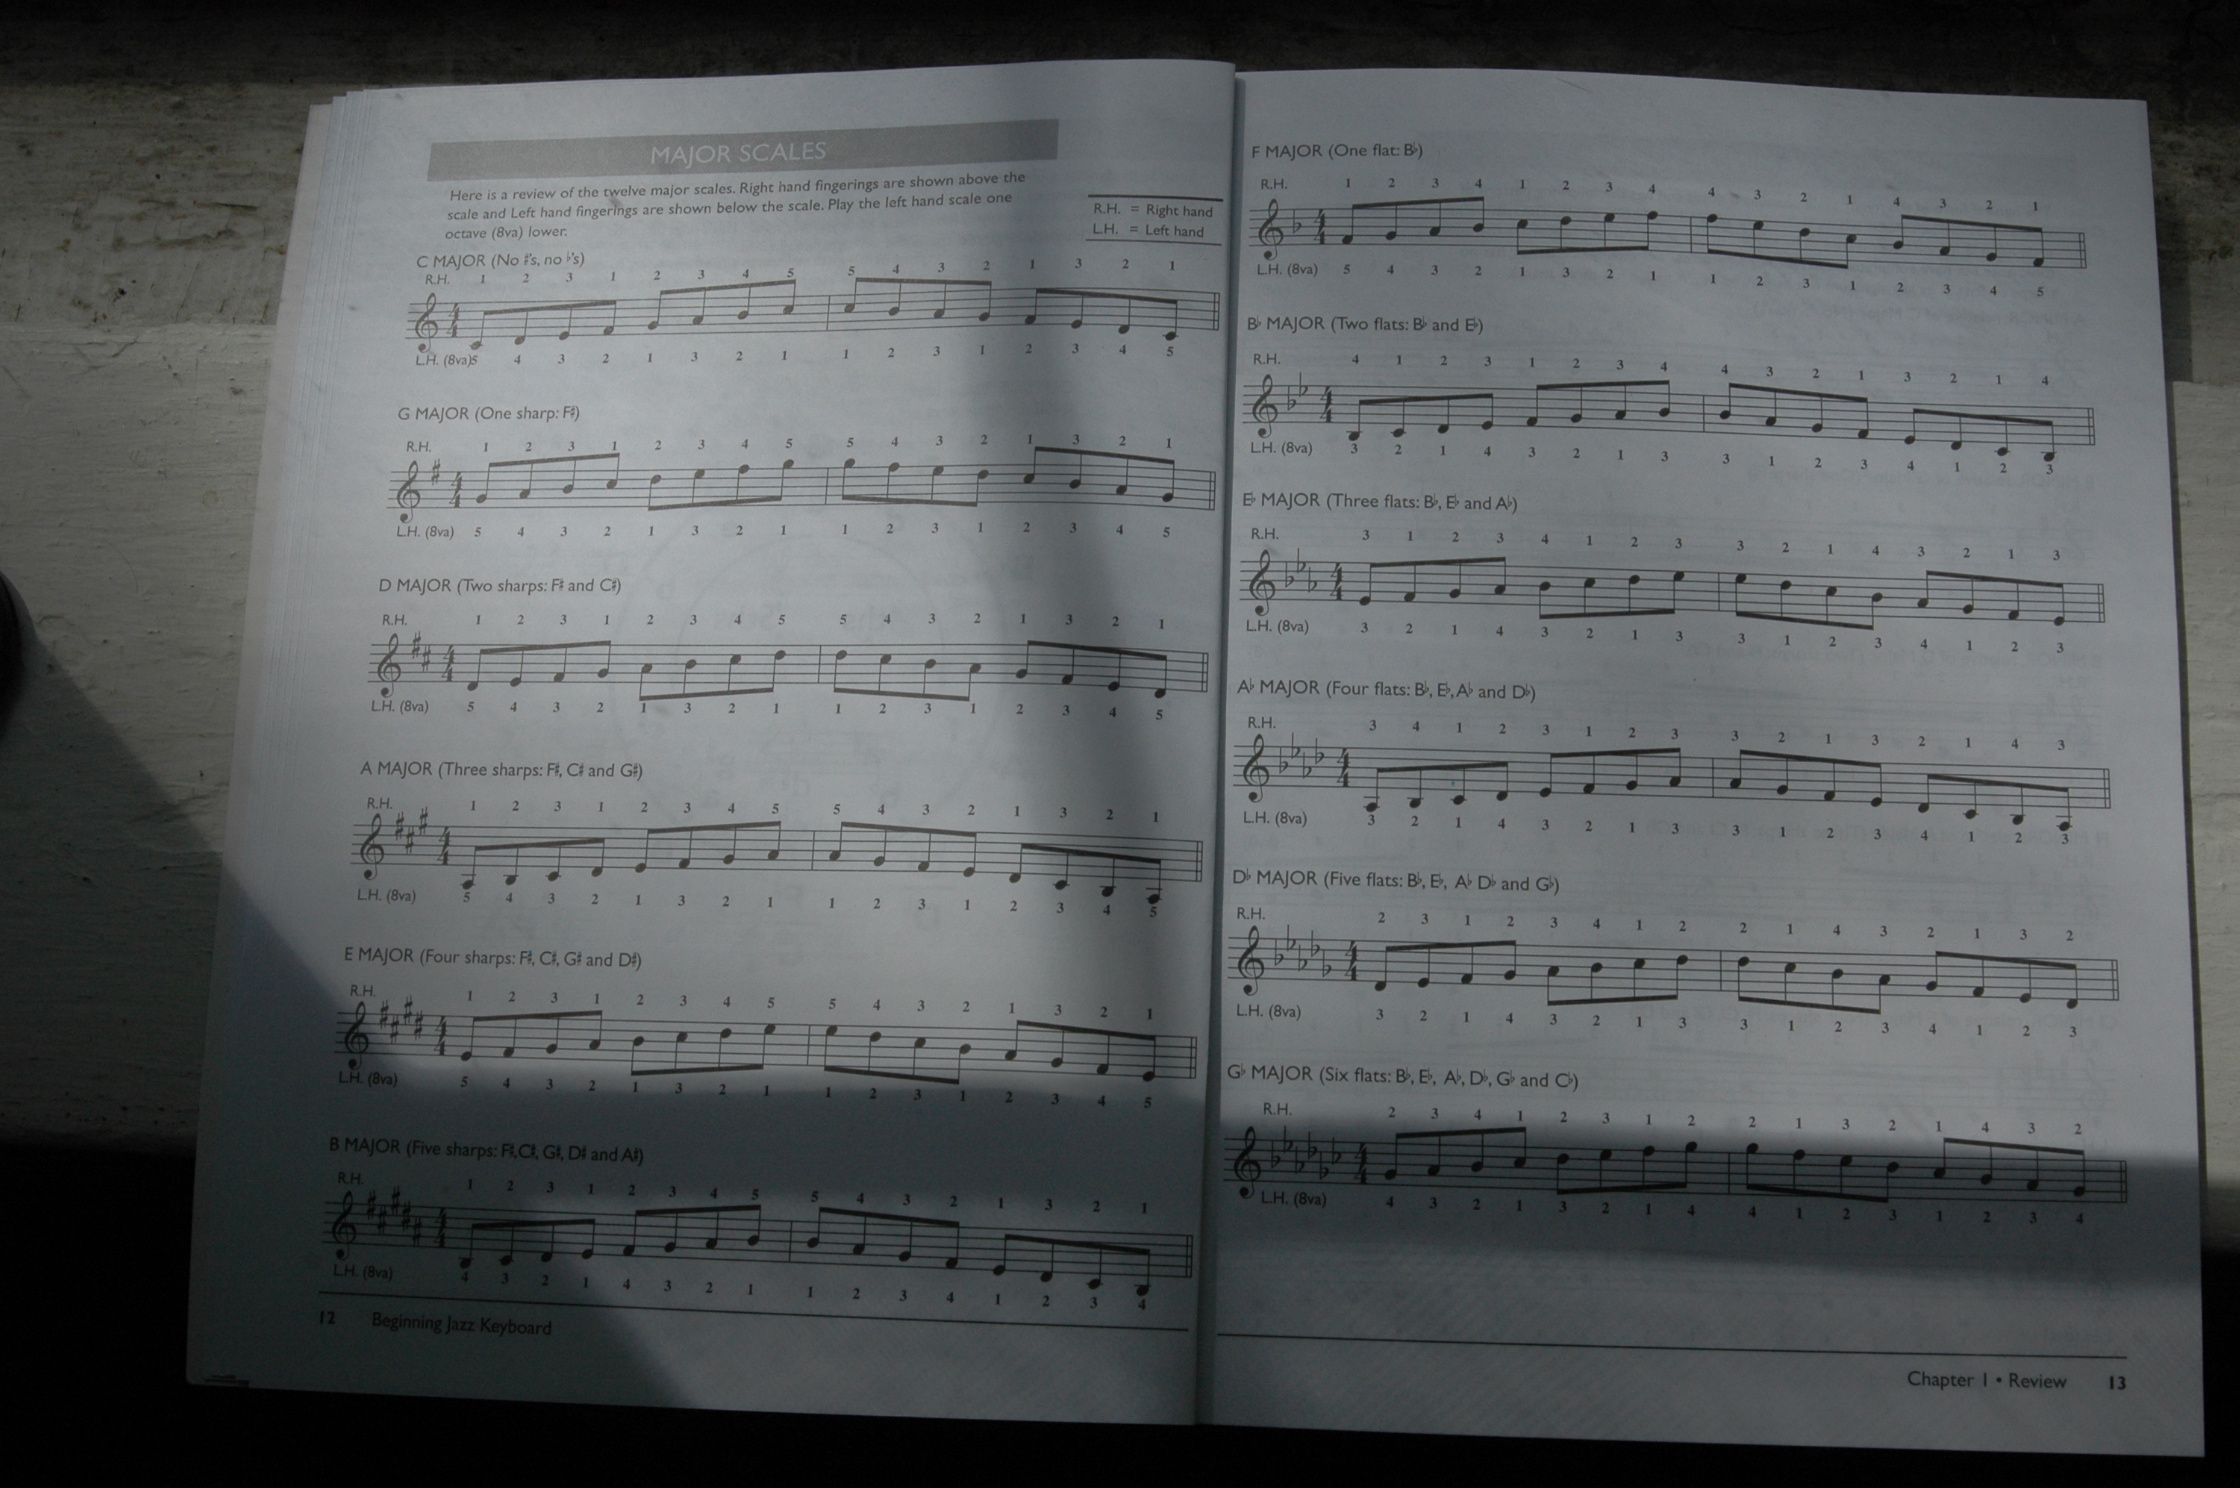 MAJOR SCALES
Here is a review of the twelve major scales. Right hand fingerings are shown above the
scale and Left hand fingerings are shown below the scale. Play the left hand scale one
octave (8va) lower.
R.H. = Right hand
L.H. = Left hand
C MAJOR (No ♯'s, no ♭'s)
R.H. 1 2 3 1 2 3 4 5 5 4 3 2 1 3 2 1
4
4
L.H. (8va) 5 4 3 2 1 3 2 1 1 2 3 1 2 3 4 5
G MAJOR (One sharp: F♯)
R.H. 1 2 3 1 2 3 4 5 5 4 3 2 1 3 2 1
4
4
L.H. (8va) 5 4 3 2 1 3 2 1 1 2 3 1 2 3 4 5
D MAJOR (Two sharps: F♯ and C♯)
R.H. 1 2 3 1 2 3 4 5 5 4 3 2 1 3 2 1
4
4
L.H. (8va) 5 4 3 2 1 3 2 1 1 2 3 1 2 3 4 5
A MAJOR (Three sharps: F♯, C♯ and G♯)
R.H. 1 2 3 1 2 3 4 5 5 4 3 2 1 3 2 1
4
4
L.H. (8va) 5 4 3 2 1 3 2 1 1 2 3 1 2 3 4 5
E MAJOR (Four sharps: F♯, C♯, G♯ and D♯)
R.H. 1 2 3 1 2 3 4 5 5 4 3 2 1 3 2 1
4
4
L.H. (8va) 5 4 3 2 1 3 2 1 1 2 3 1 2 3 4 5
B MAJOR (Five sharps: F♯, C♯, G♯, D♯ and A♯)
R.H. 1 2 3 1 2 3 4 5 5 4 3 2 1 3 2 1
4
4
L.H. (8va) 4 3 2 1 4 3 2 1 1 2 3 4 1 2 3 4
12 Beginning Jazz Keyboard
F MAJOR (One flat: B♭)
R.H. 1 2 3 4 1 2 3 4 4 3 2 1 4 3 2 1
4
4
L.H. (8va) 5 4 3 2 1 3 2 1 1 2 3 1 2 3 4 5
B♭ MAJOR (Two flats: B♭ and E♭)
R.H. 4 1 2 3 1 2 3 4 4 3 2 1 3 2 1 4
4
4
L.H. (8va) 3 2 1 4 3 2 1 3 3 1 2 3 4 1 2 3
E♭ MAJOR (Three flats: B♭, E♭ and A♭)
R.H. 3 1 2 3 4 1 2 3 3 2 1 4 3 2 1 3
4
4
L.H. (8va) 3 2 1 4 3 2 1 3 3 1 2 3 4 1 2 3
A♭ MAJOR (Four flats: B♭, E♭, A♭ and D♭)
R.H. 3 4 1 2 3 1 2 3 3 2 1 3 2 1 4 3
4
4
L.H. (8va) 3 2 1 4 3 2 1 3 3 1 2 3 4 1 2 3
D♭ MAJOR (Five flats: B♭, E♭, A♭ D♭ and G♭)
R.H. 2 3 1 2 3 4 1 2 2 1 4 3 2 1 3 2
4
4
L.H. (8va) 3 2 1 4 3 2 1 3 3 1 2 3 4 1 2 3
G♭ MAJOR (Six flats: B♭, E♭, A♭, D♭, G♭ and C♭)
R.H. 2 3 4 1 2 3 1 2 2 1 3 2 1 4 3 2
4
4
L.H. (8va) 4 3 2 1 3 2 1 4 4 1 2 3 1 2 3 4
Chapter 1 • Review 13